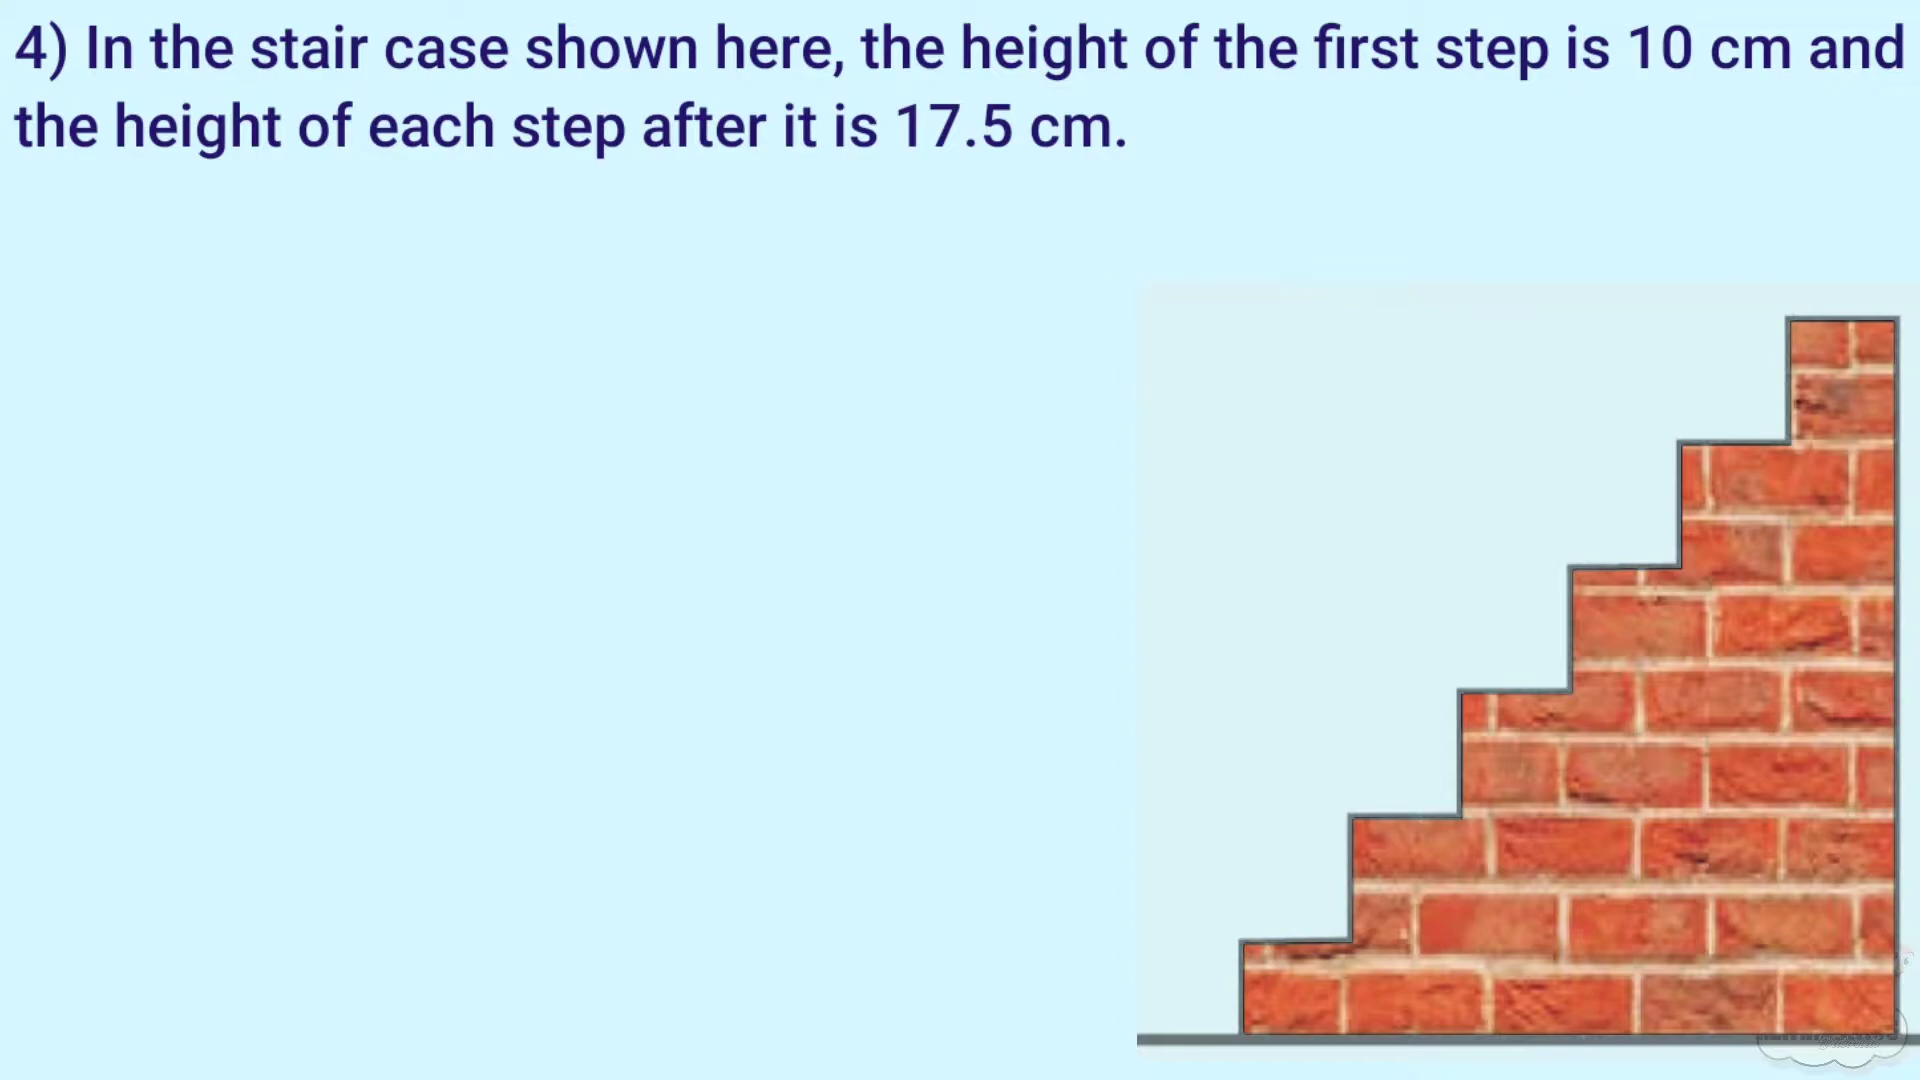 4) In the stair case shown here, the height of the first step is 10 cm and
the height of each step after it is 17.5 cm.